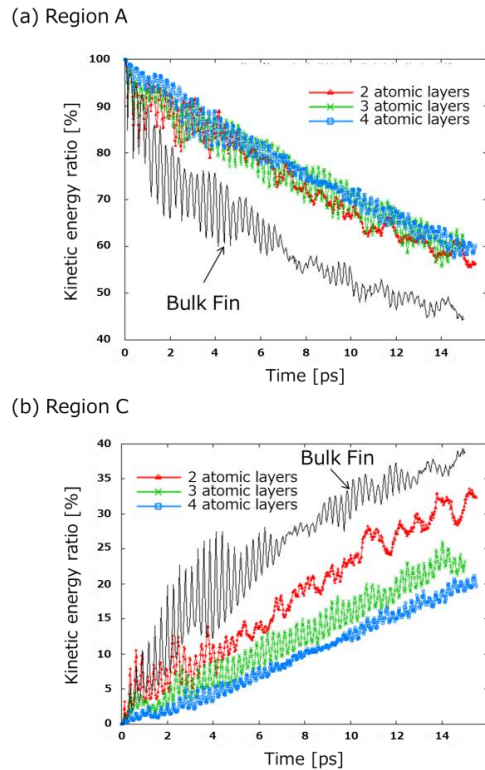 (a) Region A
Kinetic energy ratio [%]
100
90
80
70
60
50
40
2 atomic layers
3 atomic layers
4 atomic layers
Bulk Fin
0 2 4 6 8 10 12 14
Time [ps]
(b) Region C
Kinetic energy ratio [%]
40
35
30
25
20
15
10
5
0
Bulk Fin
2 atomic layers
3 atomic layers
4 atomic layers
0 2 4 6 8 10 12 14
Time [ps]